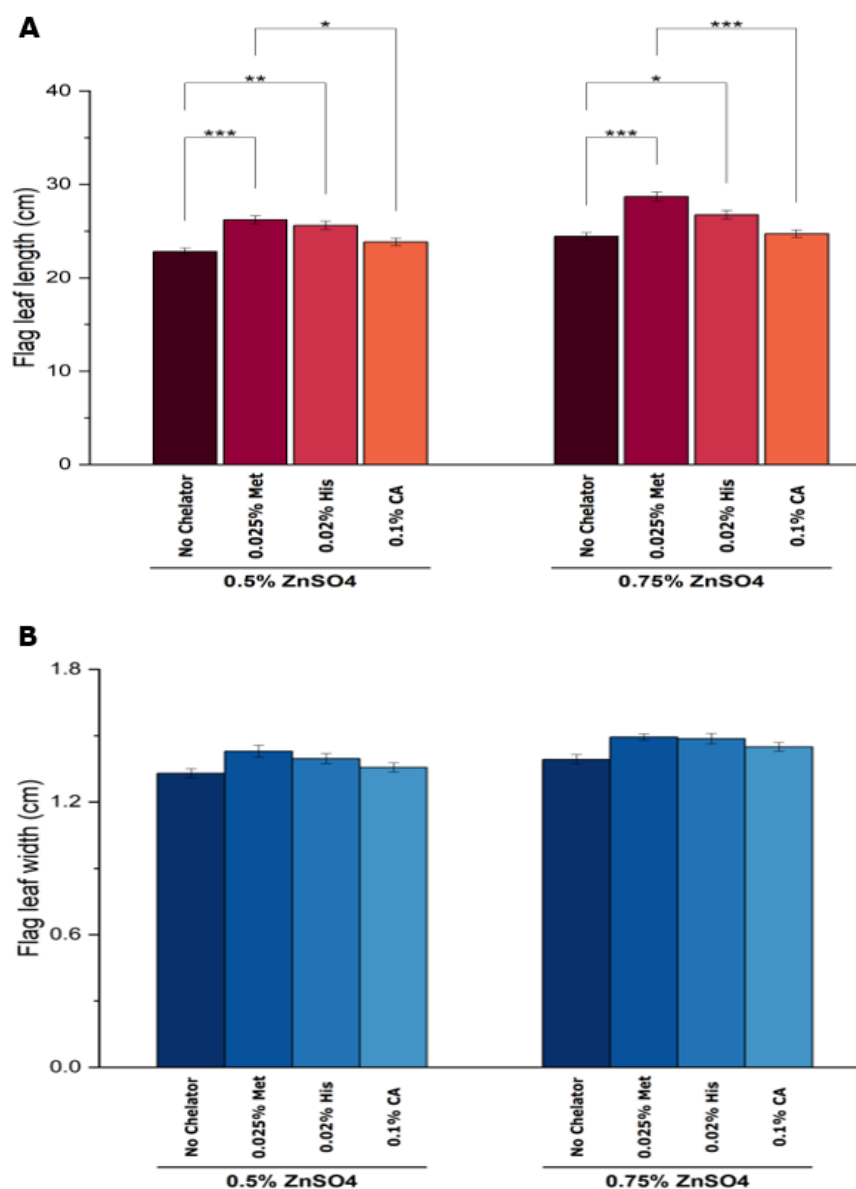 A
*
***
**
*
***
***
40
30
20
10
0
Flag leaf length (cm)
No Chelator
0.025% Met
0.02% His
0.1% CA
No Chelator
0.025% Met
0.02% His
0.1% CA
0.5% ZnSO4
0.75% ZnSO4
B
1.8
1.2
0.6
0.0
Flag leaf width (cm)
No Chelator
0.025% Met
0.02% His
0.1% CA
No Chelator
0.025% Met
0.02% His
0.1% CA
0.5% ZnSO4
0.75% ZnSO4